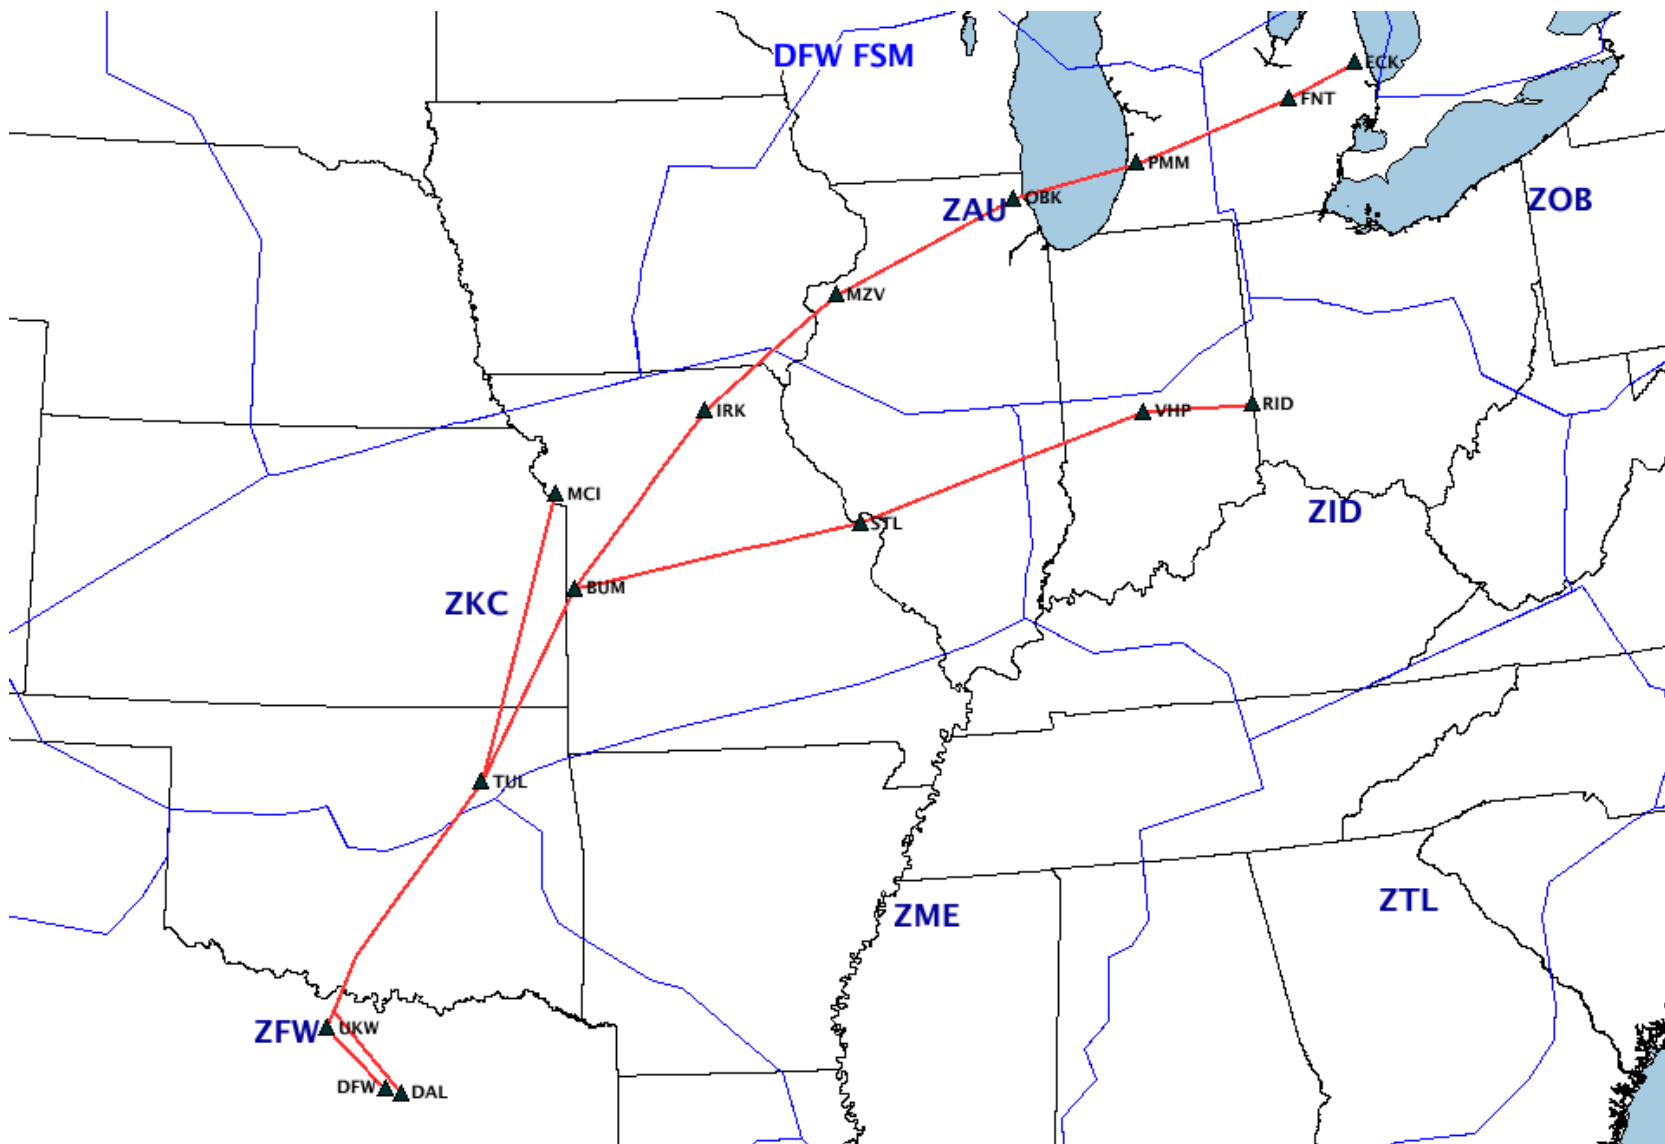 DFW FSM
ECK
FNT
PMM
OBK
ZAU
ZOB
MZV
IRK
VHP
RID
MCI
STL
ZID
BUM
ZKC
TUL
ZME
ZTL
UKW
ZFW
DFW
DAL